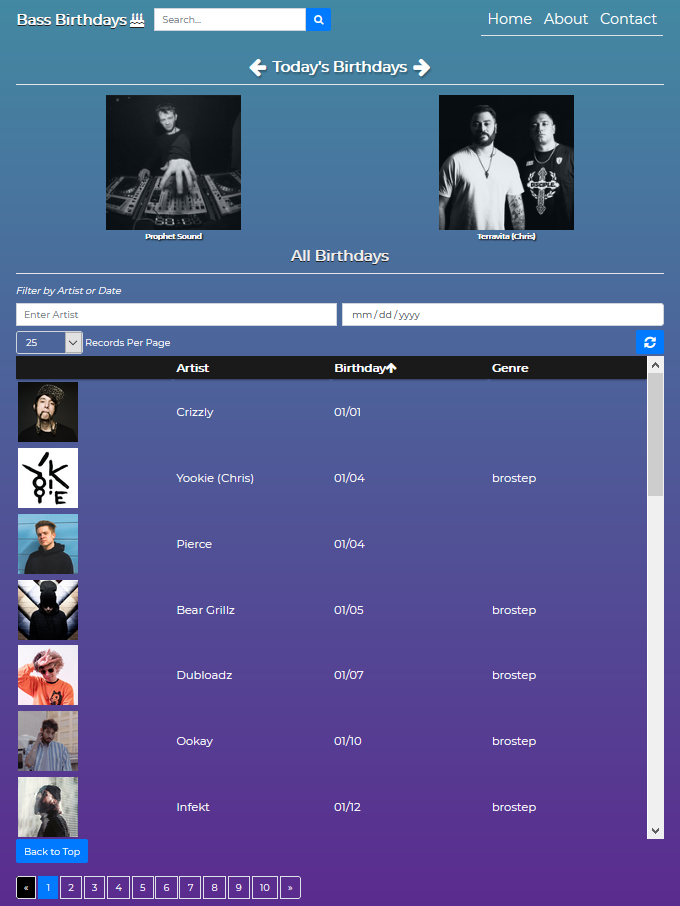 Bass Birthdays
Search...
Home About Contact
Today's Birthdays
DISCIPLE
Prophet Sound
Terravita (Chris)
All Birthdays
Filter by Artist or Date
Enter Artist
mm / dd / yyyy
25 Records Per Page
Artist Birthday Genre
Crizzly 01/01
Yookie (Chris) 01/04 brostep
Pierce 01/04
Bear Grillz 01/05 brostep
Dubloadz 01/07 brostep
Ookay 01/10 brostep
Infekt 01/12 brostep
Back to Top
« 1 2 3 4 5 6 7 8 9 10 »